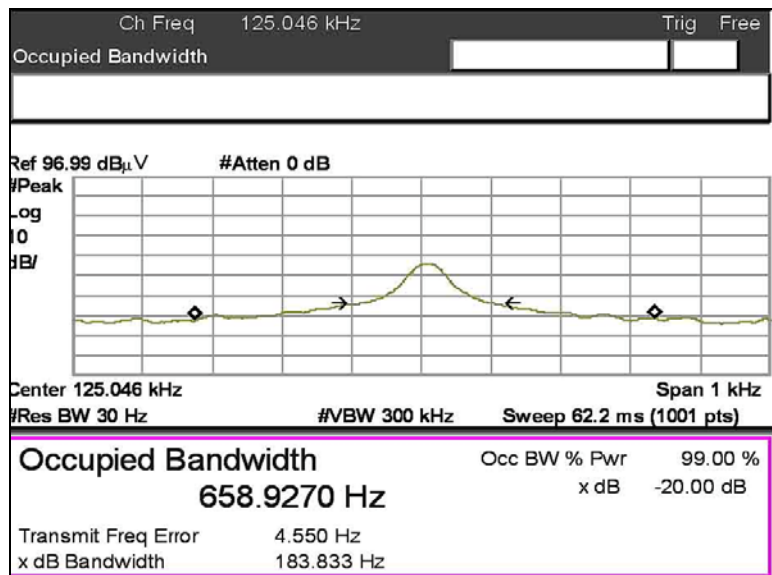 Ch Freq 125.046 kHz Trig Free
Occupied Bandwidth
Ref 96.99 dBµV #Atten 0 dB
#Peak
Log
10
dB/
Center 125.046 kHz Span 1 kHz
#Res BW 30 Hz #VBW 300 kHz Sweep 62.2 ms (1001 pts)
Occupied Bandwidth Occ BW % Pwr 99.00 %
658.9270 Hz x dB -20.00 dB
Transmit Freq Error 4.550 Hz
x dB Bandwidth 183.833 Hz